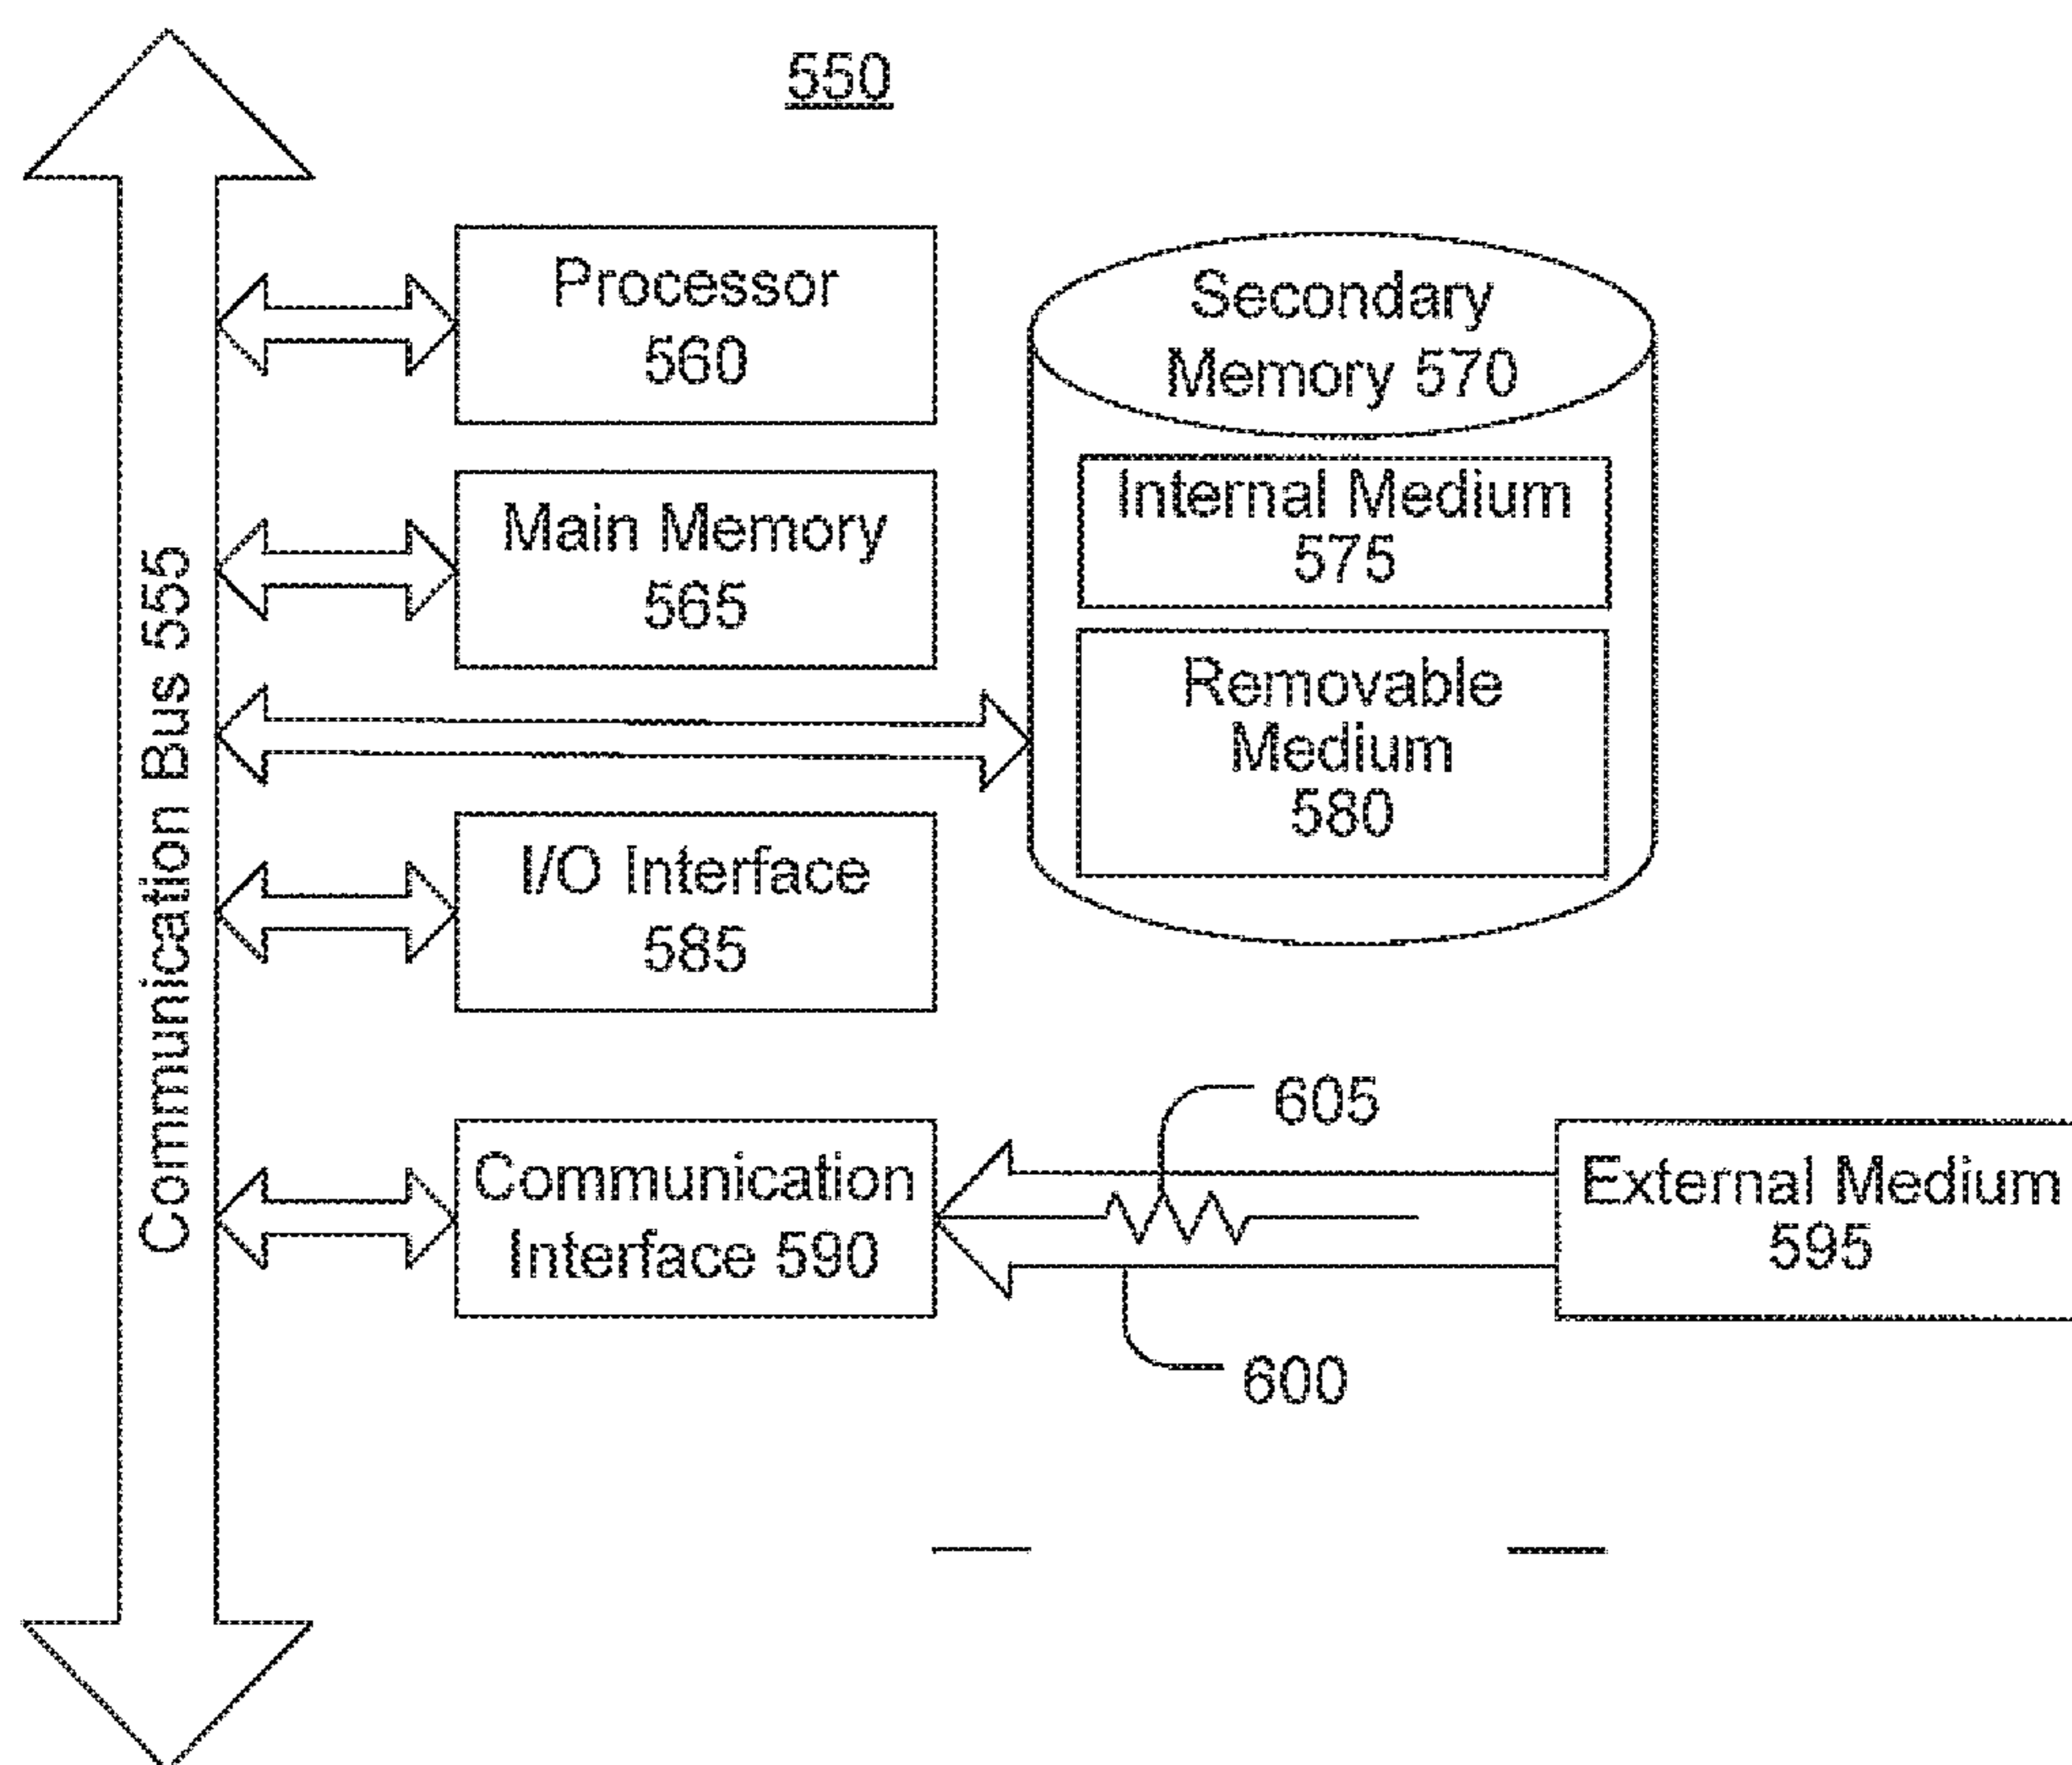 550
Communication Bus 555
Processor
560
Secondary
Memory 570
Main Memory
565
Internal Medium
575
Removable
Medium
580
I/O Interface
585
605
Communication
Interface 590
External Medium
595
600